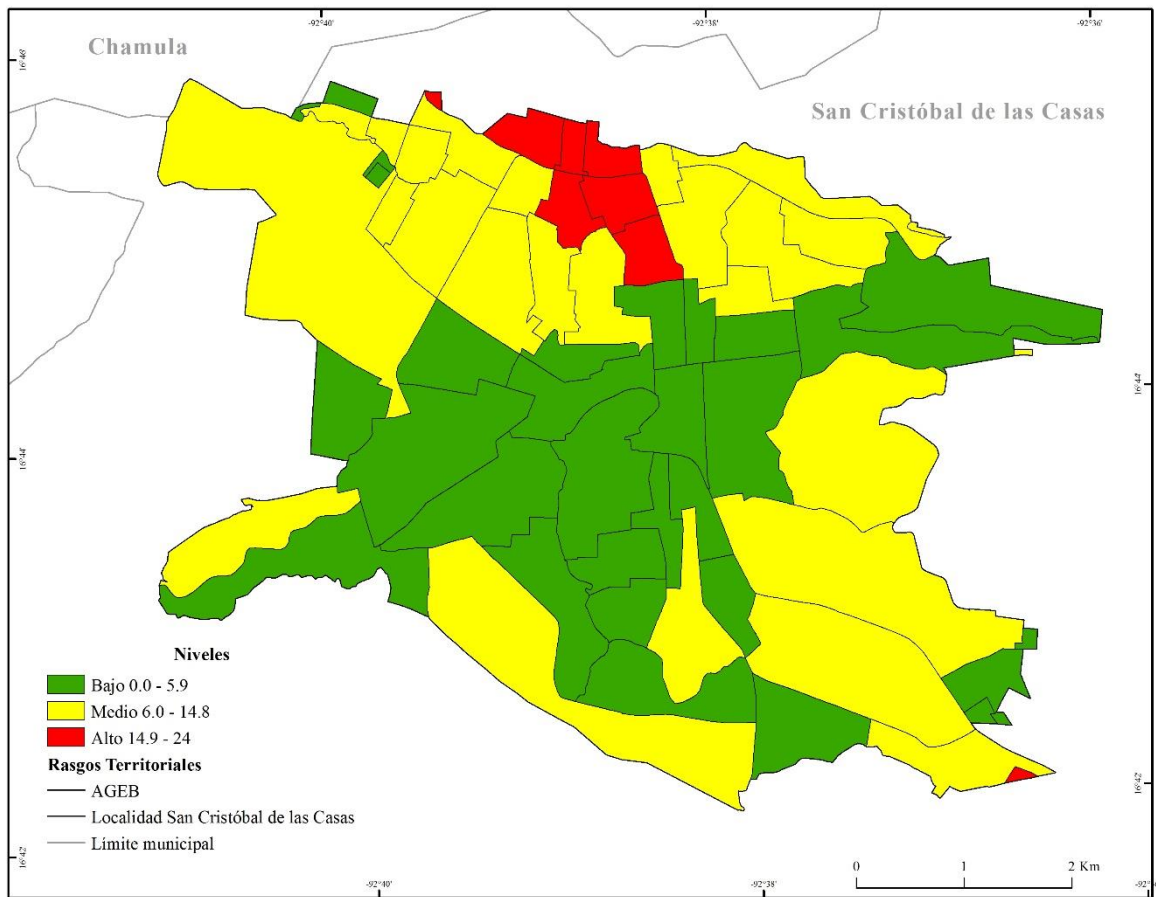 -92°40'
-92°38'
-92°36'
Chamula
San Cristóbal de las Casas
16°46'
16°44'
16°44'
16°42'
16°42'
Niveles
Bajo 0.0 - 5.9
Medio 6.0 - 14.8
Alto 14.9 - 24
Rasgos Territoriales
AGEB
Localidad San Cristóbal de las Casas
Límite municipal
0 1 2 Km
-92°40'
-92°38'